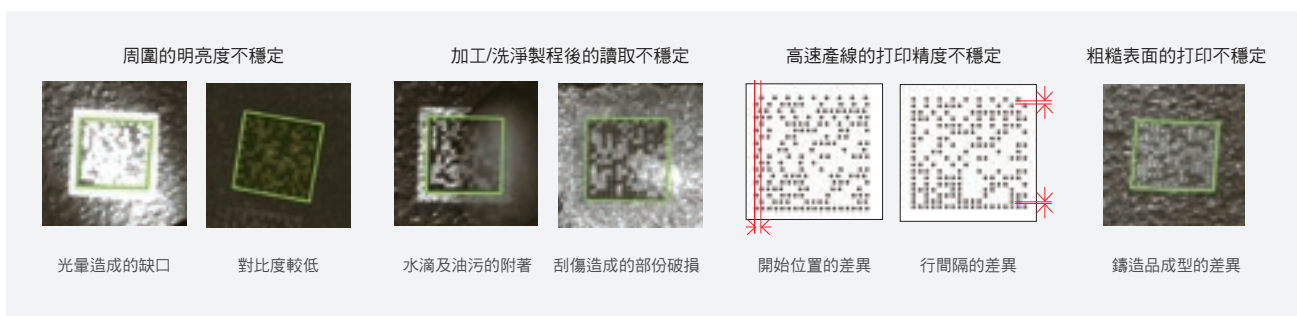 周圍的明亮度不穩定
加工/洗淨製程後的讀取不穩定
高速產線的打印精度不穩定
粗糙表面的打印不穩定
光暈造成的缺口
對比度較低
水滴及油污的附著
刮傷造成的部份破損
開始位置的差異
行間隔的差異
鑄造品成型的差異